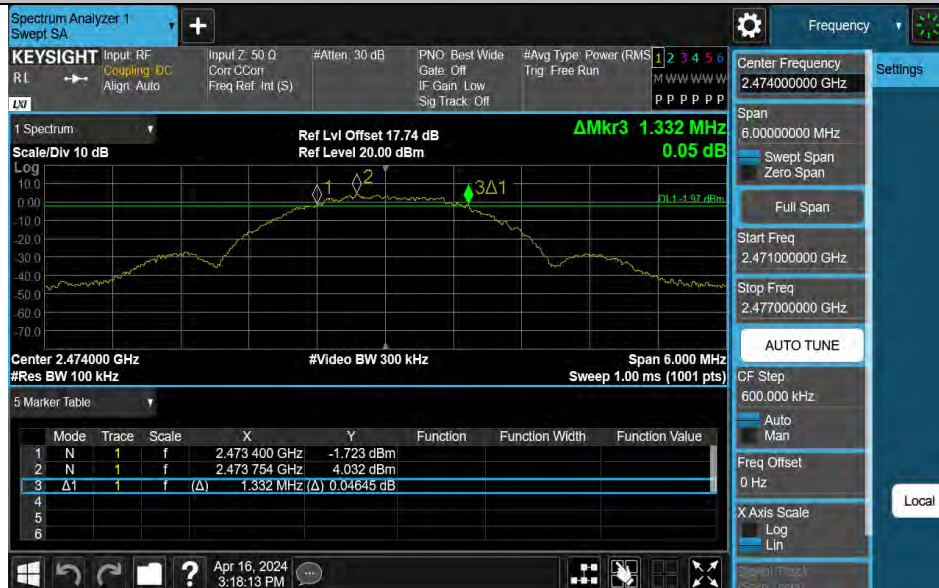 Spectrum Analyzer 1
Swept SA
+
Frequency
KEYSIGHT
RL
LXI
Input: RF
Coupling: DC
Align: Auto
Input Z: 50 Ω
Corr CCorr
Freq Ref: Int (S)
#Atten: 30 dB
PNO: Best Wide
Gate: Off
IF Gain: Low
Sig Track: Off
#Avg Type: Power (RMS
Trig: Free Run
1 2 3 4 5 6
M WW WW W
P P P P P P
Center Frequency
2.474000000 GHz
Settings
Span
6.00000000 MHz
Swept Span
Zero Span
Full Span
Start Freq
2.471000000 GHz
Stop Freq
2.477000000 GHz
AUTO TUNE
CF Step
600.000 kHz
Auto
Man
Freq Offset
0 Hz
X Axis Scale
Log
Lin
Signal Track
Local
1 Spectrum
Scale/Div 10 dB
Log
Ref Lvl Offset 17.74 dB
Ref Level 20.00 dBm
ΔMkr3 1.332 MHz
0.05 dB
10.0
0.00
-10.0
-20.0
-30.0
-40.0
-50.0
-60.0
-70.0
1
2
3Δ1
DL1 -1.97 dBm
Center 2.474000 GHz
#Res BW 100 kHz
#Video BW 300 kHz
Span 6.000 MHz
Sweep 1.00 ms (1001 pts)
5 Marker Table
Mode Trace Scale X Y Function Function Width Function Value
1 N 1 f 2.473 400 GHz -1.723 dBm
2 N 1 f 2.473 754 GHz 4.032 dBm
3 Δ1 1 f (Δ) 1.332 MHz (Δ) 0.04645 dB
4
5
6
?
Apr 16, 2024
3:18:13 PM